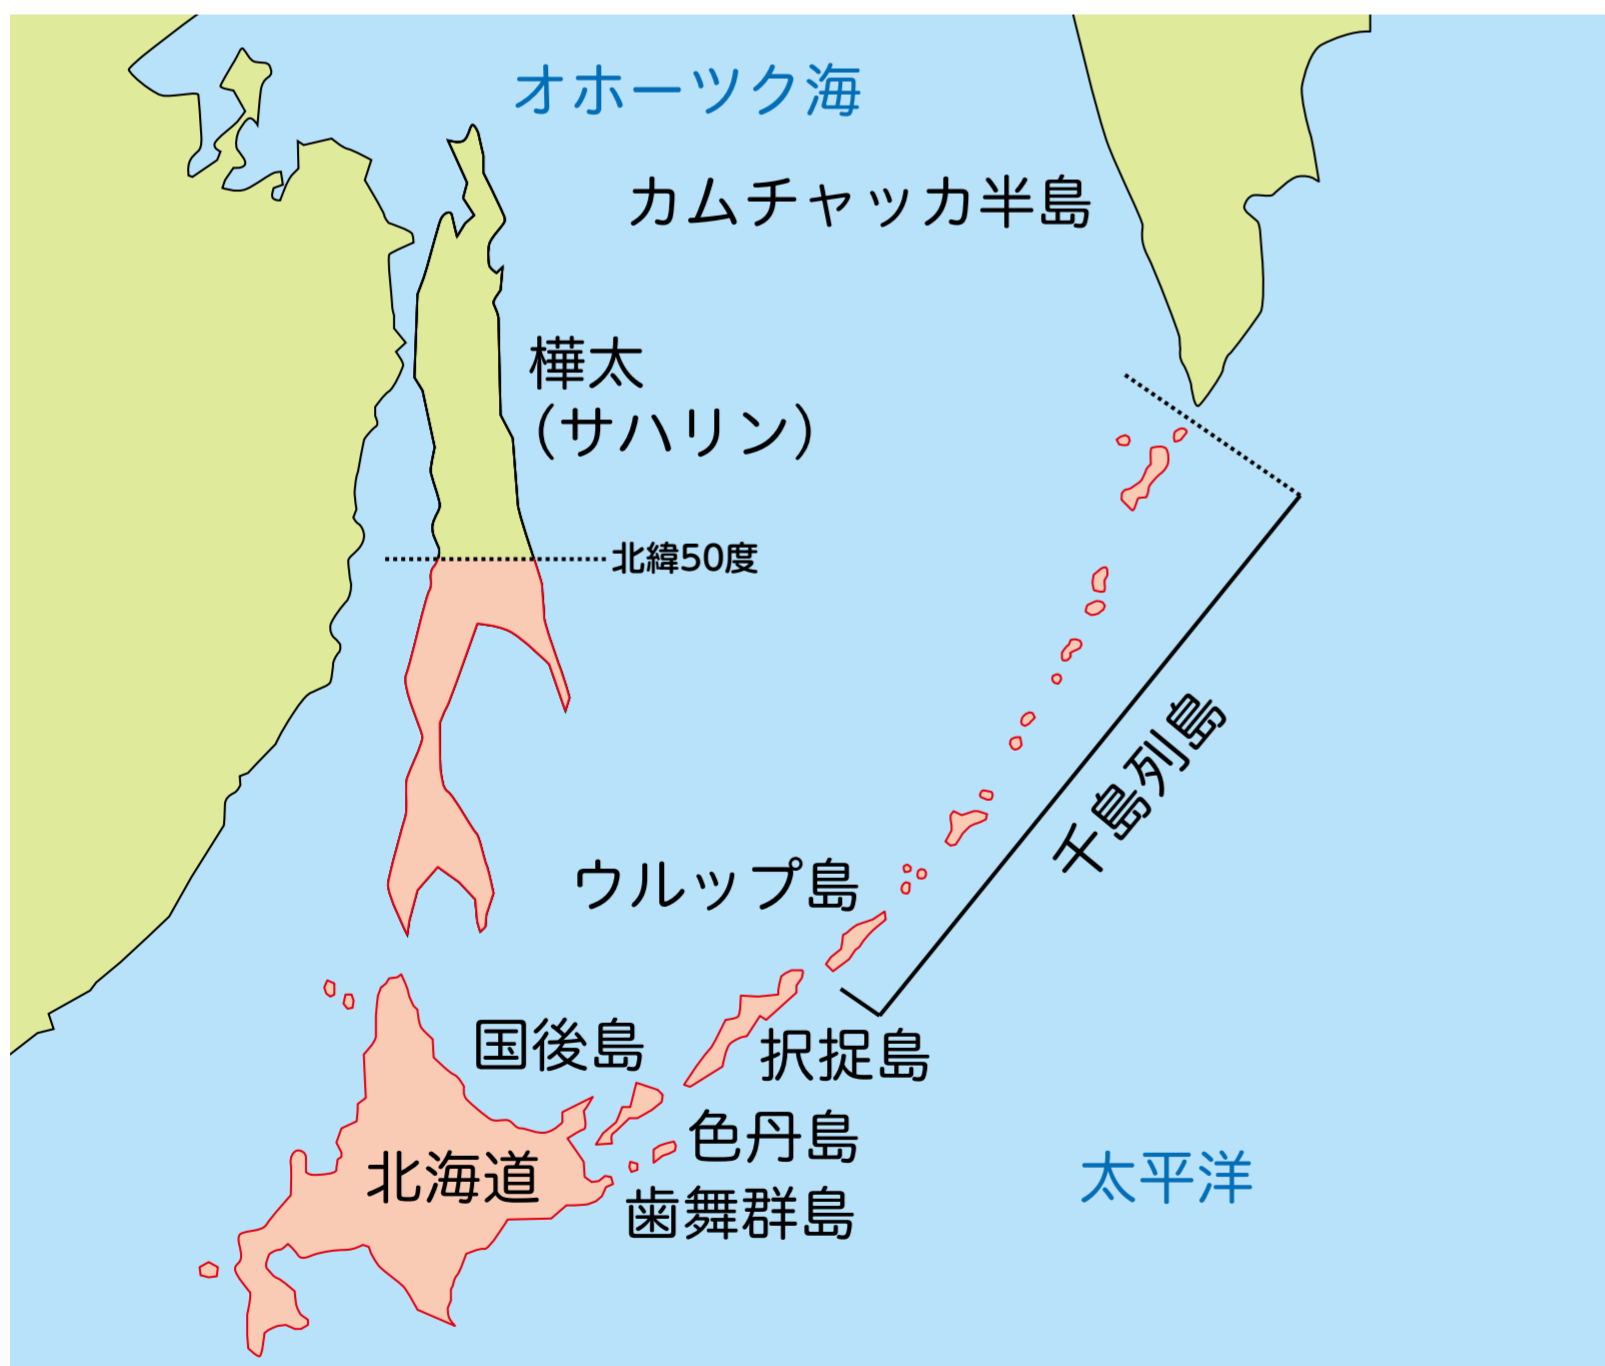 オホーツク海
カムチャッカ半島
樺太
（サハリン）
北緯50度
千島列島
ウルップ島
国後島
択捉島
色丹島
北海道
歯舞群島
太平洋